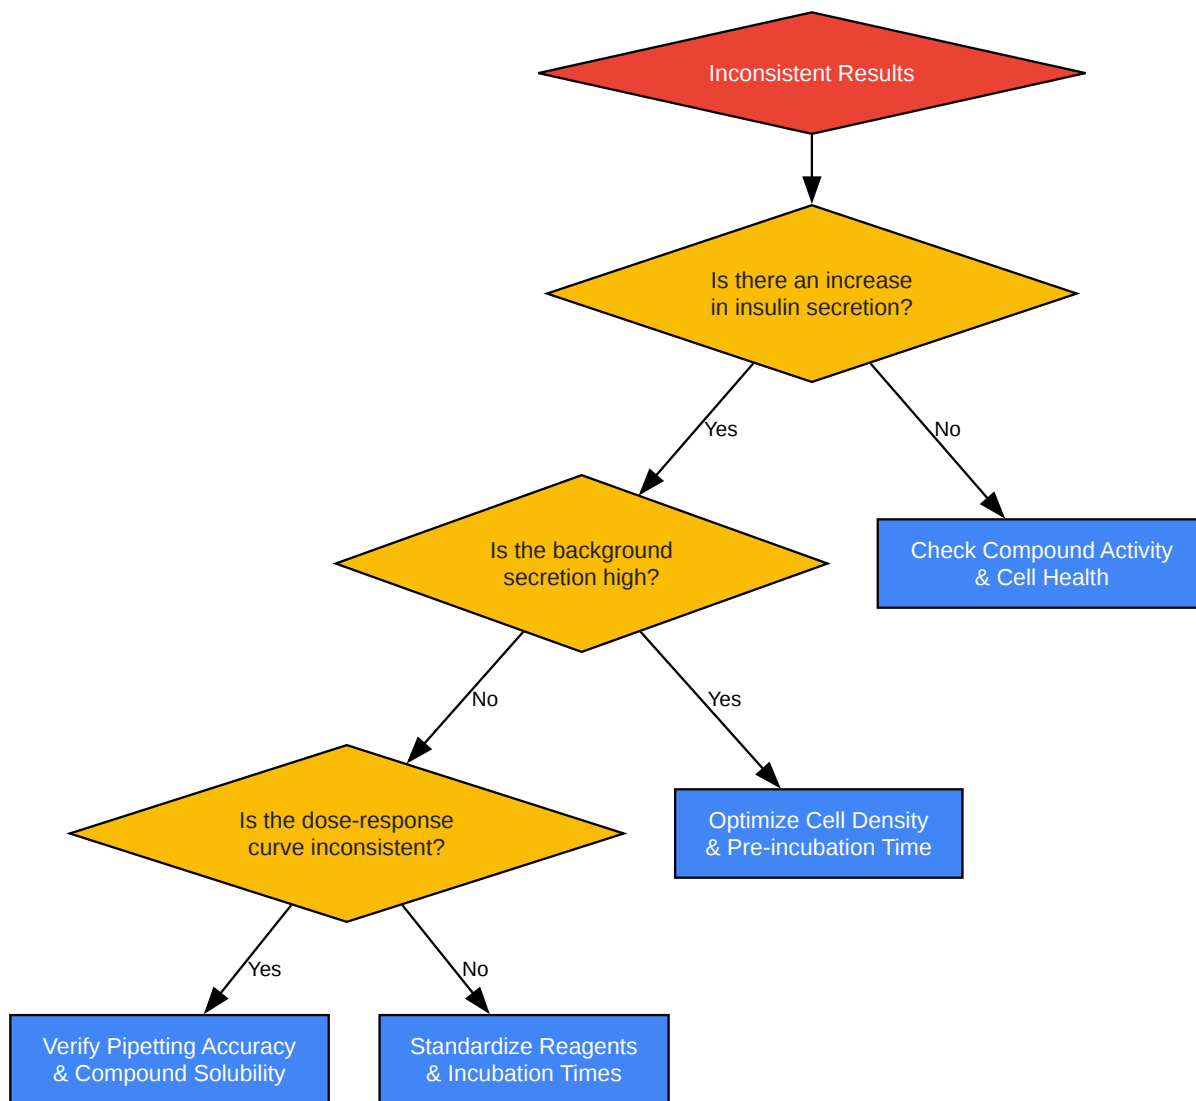 Inconsistent Results
Is there an increase
in insulin secretion?
Yes
No
Is the background
secretion high?
Check Compound Activity
& Cell Health
No
Yes
Is the dose-response
curve inconsistent?
Optimize Cell Density
& Pre-incubation Time
Yes
No
Verify Pipetting Accuracy
& Compound Solubility
Standardize Reagents
& Incubation Times